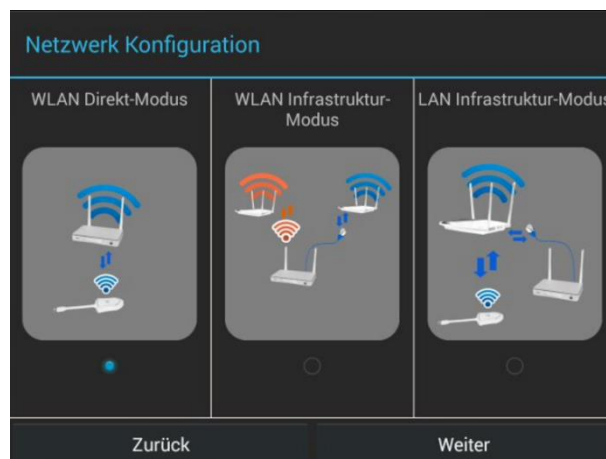 Netzwerk Konfiguration
WLAN Direkt-Modus
WLAN Infrastruktur-
Modus
LAN Infrastruktur-Modus
Zurück
Weiter